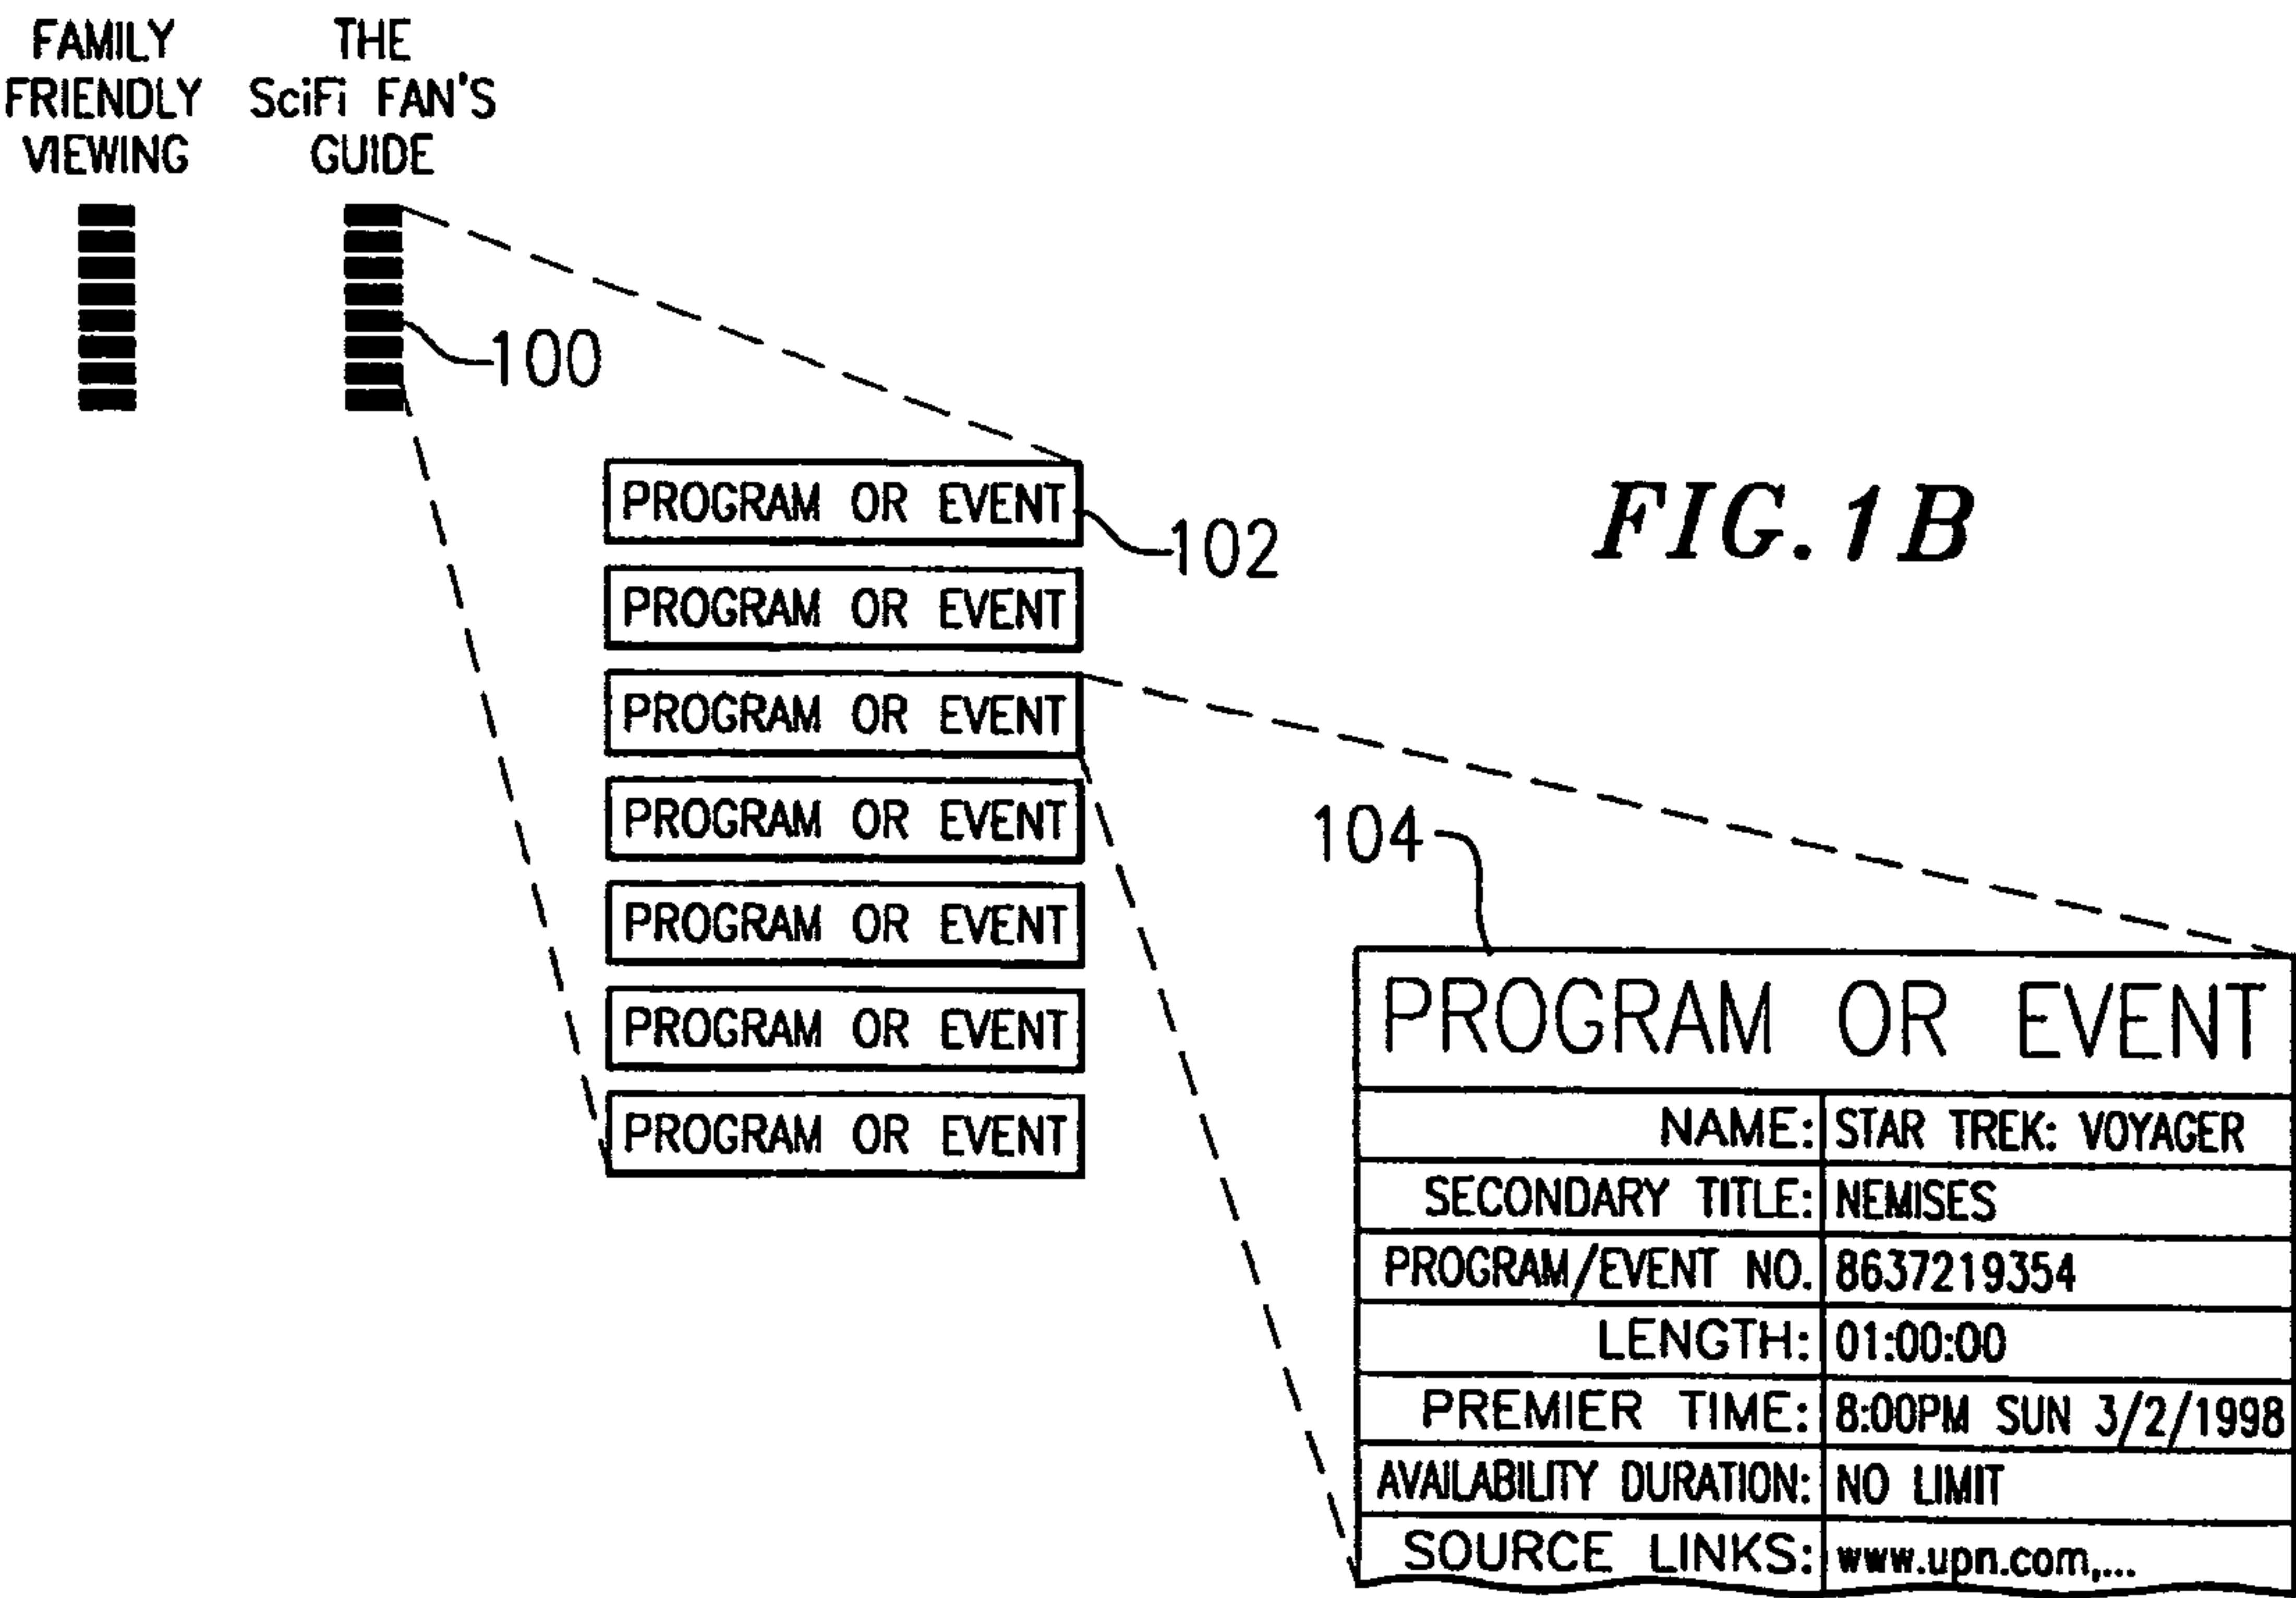 FAMILY
FRIENDLY
VIEWING
THE
SciFi FAN'S
GUIDE
100
PROGRAM OR EVENT
102
PROGRAM OR EVENT
PROGRAM OR EVENT
PROGRAM OR EVENT
PROGRAM OR EVENT
PROGRAM OR EVENT
PROGRAM OR EVENT
FIG.1B
104
PROGRAM OR EVENT
NAME: STAR TREK: VOYAGER
SECONDARY TITLE: NEMISES
PROGRAM/EVENT NO. 8637219354
LENGTH: 01:00:00
PREMIER TIME: 8:00PM SUN 3/2/1998
AVAILABILITY DURATION: NO LIMIT
SOURCE LINKS: www.upn.com,...